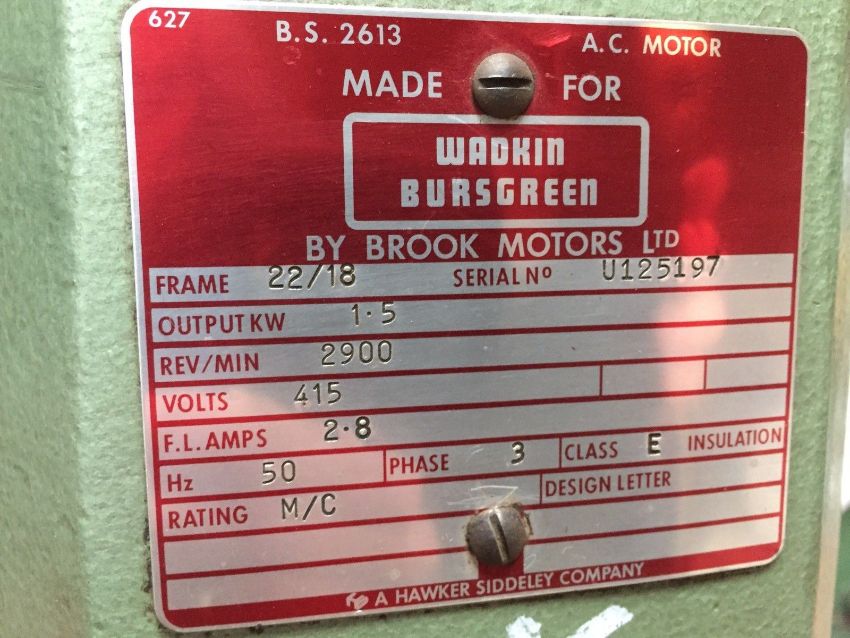 627 B.S. 2613 A.C. MOTOR
MADE FOR
WADKIN
BURSGREEN
BY BROOK MOTORS LTD
FRAME 22/18 SERIAL Nº U125197
OUTPUT KW 1·5
REV/MIN 2900
VOLTS 415
F.L. AMPS 2·8
Hz 50 PHASE 3 CLASS E INSULATION
RATING M/C DESIGN LETTER
A HAWKER SIDDELEY COMPANY